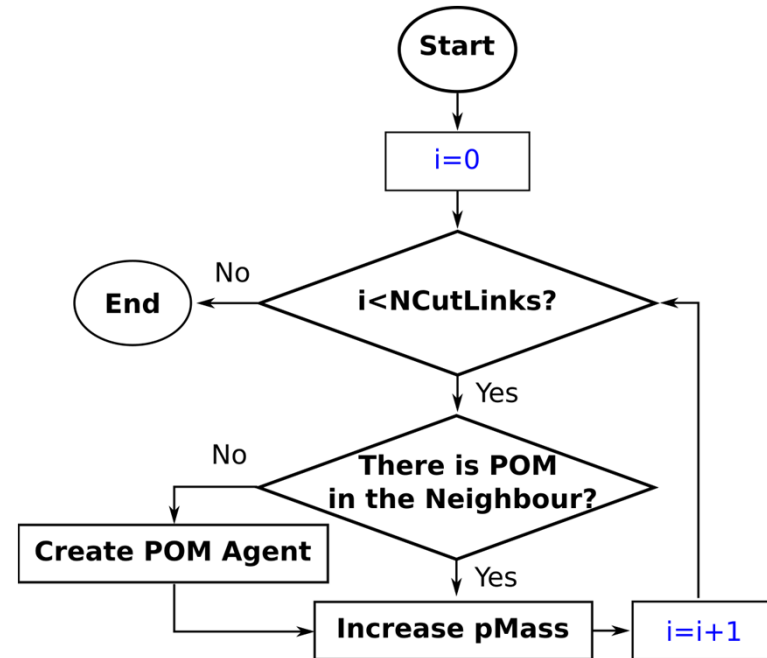 Start
i=0
i<NCutLinks?
No
End
Yes
There is POM
in the Neighbour?
No
Create POM Agent
Yes
Increase pMass
i=i+1